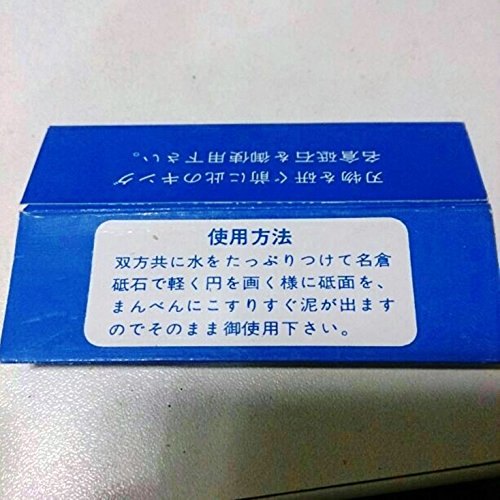 刃物を研ぐ前に此のキング
名倉砥石を御使用下さい。
使用方法
双方共に水をたっぷりつけて名倉
砥石で軽く円を画く様に砥面を、
まんべんにこすりすぐ泥が出ます
のでそのまま御使用下さい。